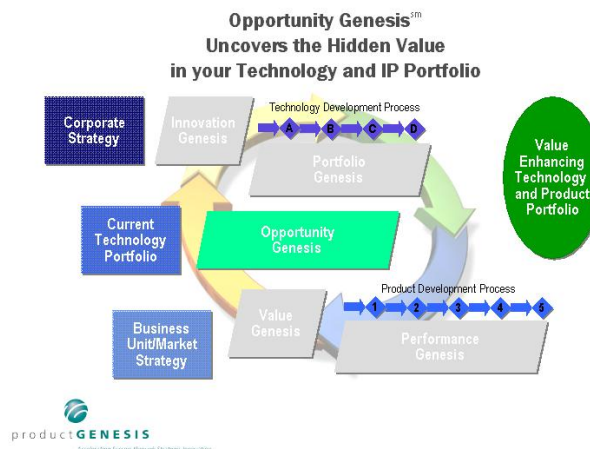 Opportunity Genesis℠
Uncovers the Hidden Value
in your Technology and IP Portfolio
Corporate
Strategy
Innovation
Genesis
Technology Development Process
A B C D
Portfolio
Genesis
Value
Enhancing
Technology
and Product
Portfolio
Current
Technology
Portfolio
Opportunity
Genesis
Business
Unit/Market
Strategy
Value
Genesis
Product Development Process
1 2 3 4 5
Performance
Genesis
productGENESIS